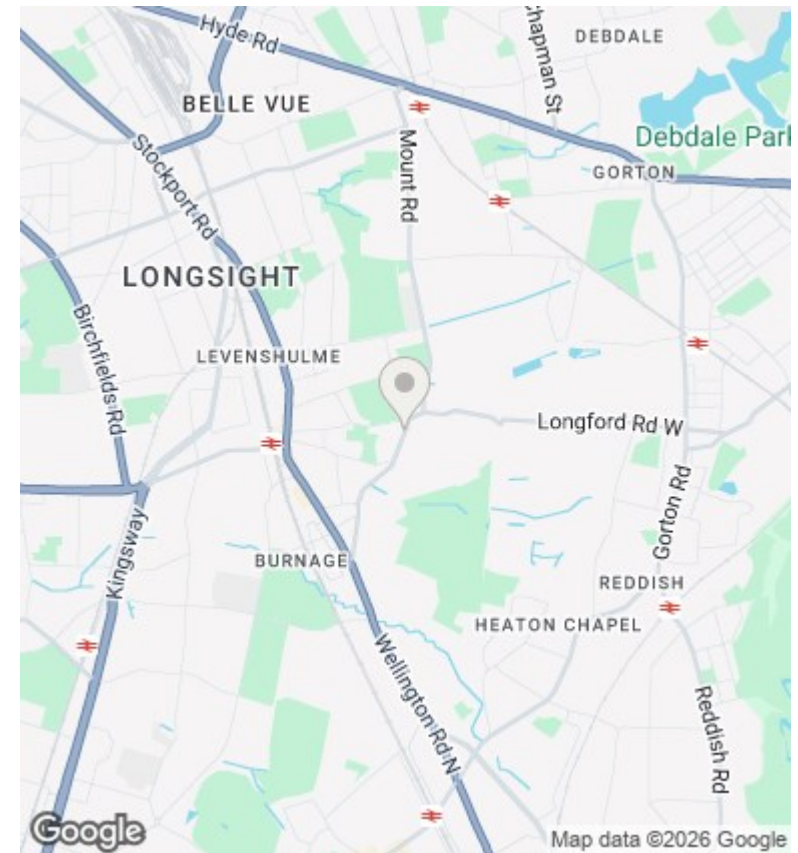 Hyde Rd
Chapman St
DEBDALE
BELLE VUE
Debdale Park
Mount Rd
Stockport Rd
GORTON
LONGSIGHT
Birchfields Rd
LEVENSHULME
Longford Rd W
Kingsway
Gorton Rd
BURNAGE
REDDISH
HEATON CHAPEL
Wellington Rd N
Reddish Rd
Google
Map data ©2026 Google